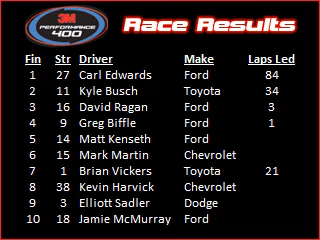 3M
PERFORMANCE
400
Race Results
Fin Str Driver Make Laps Led
1 27 Carl Edwards Ford 84
2 11 Kyle Busch Toyota 34
3 16 David Ragan Ford 3
4 9 Greg Biffle Ford 1
5 14 Matt Kenseth Ford
6 15 Mark Martin Chevrolet
7 1 Brian Vickers Toyota 21
8 38 Kevin Harvick Chevrolet
9 3 Elliott Sadler Dodge
10 18 Jamie McMurray Ford